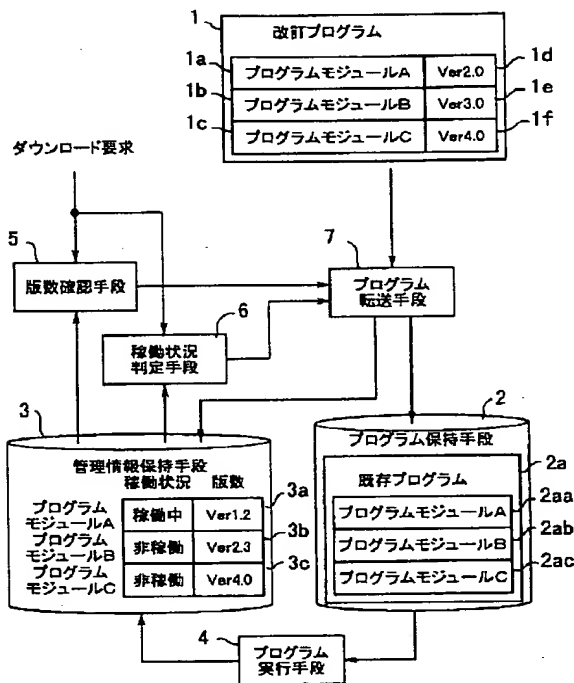 1
改訂プログラム
1a
プログラムモジュールA
Ver2.0
1d
1b
プログラムモジュールB
Ver3.0
1e
1c
プログラムモジュールC
Ver4.0
1f
ダウンロード要求
5
版数確認手段
7
プログラム
転送手段
6
稼働状況
判定手段
3
管理情報保持手段
稼働状況 版数
プログラム
モジュールA
稼働中
Ver1.2
3a
プログラム
モジュールB
非稼働
Ver2.3
3b
プログラム
モジュールC
非稼働
Ver4.0
3c
2
プログラム保持手段
2a
既存プログラム
プログラムモジュールA
2aa
プログラムモジュールB
2ab
プログラムモジュールC
2ac
4
プログラム
実行手段